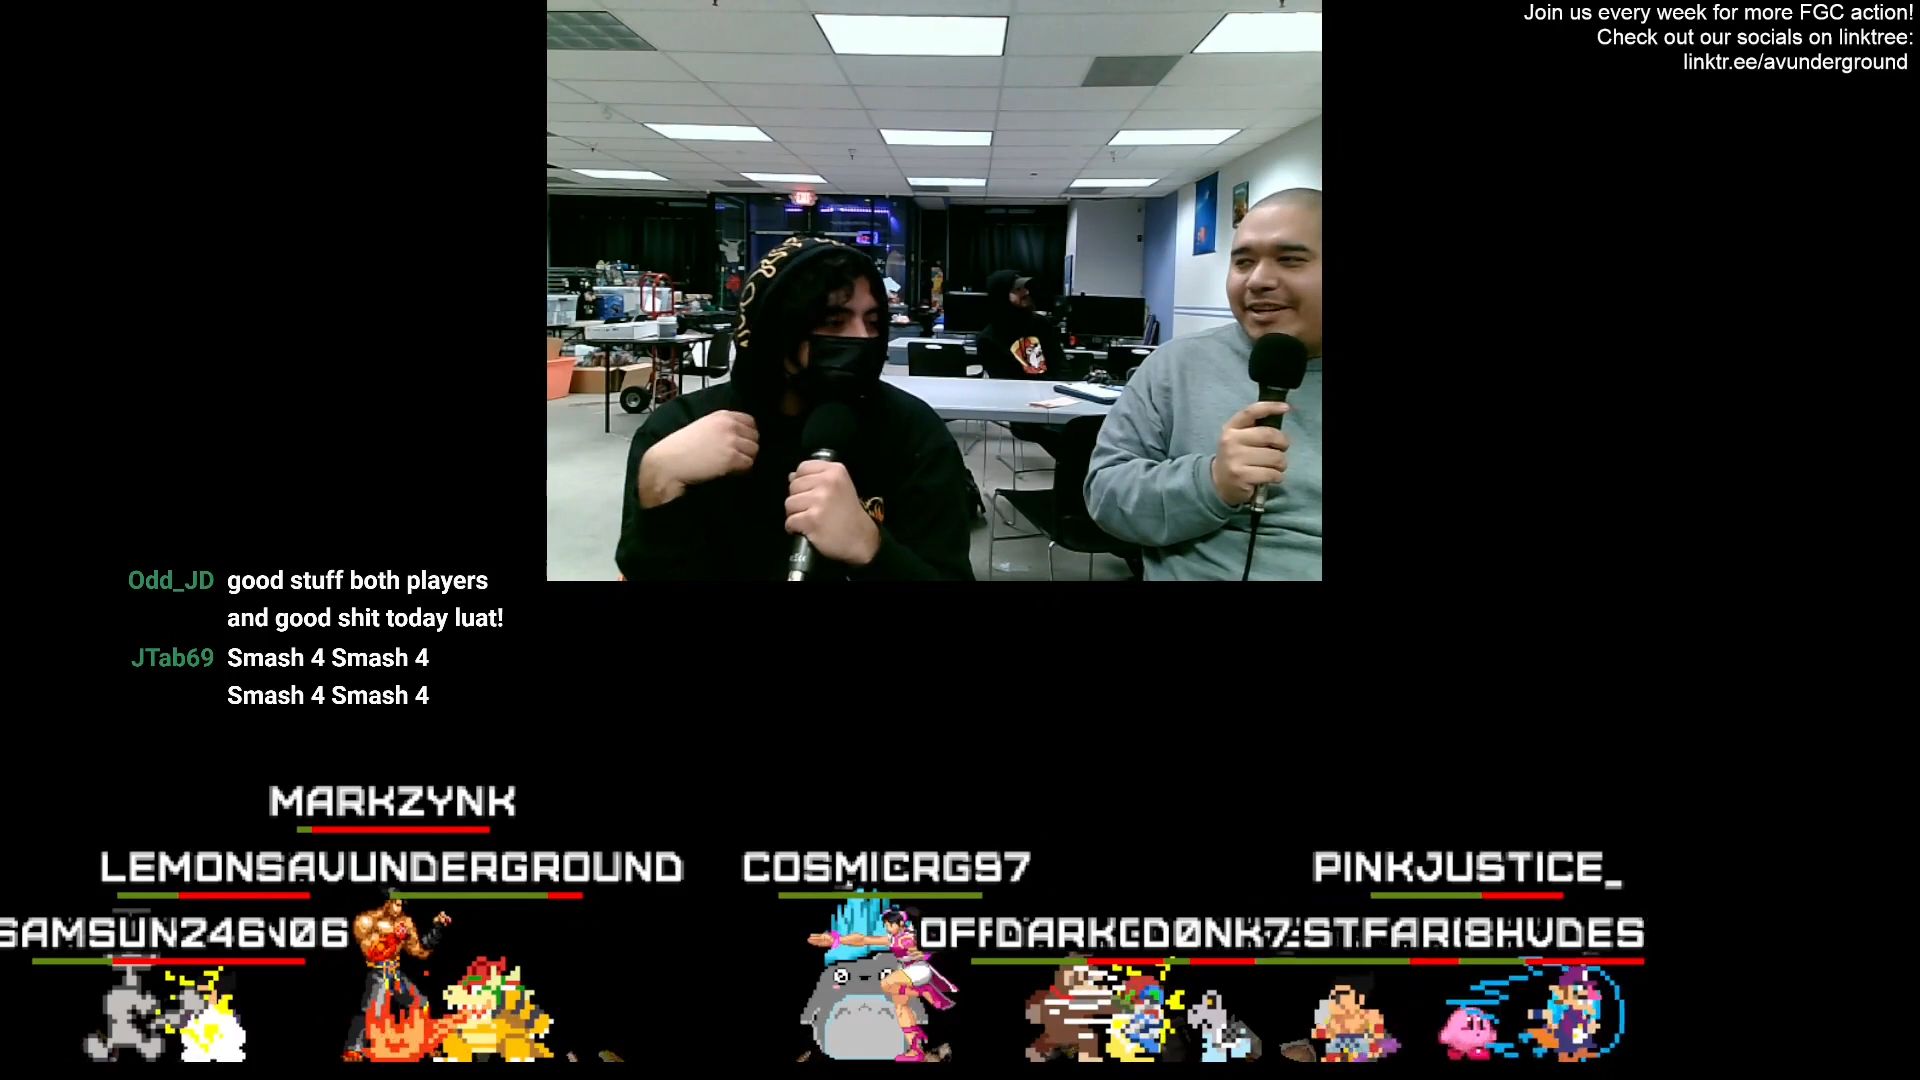 Join us every week for more FGC action!
Check out our socials on linktree:
linktr.ee/avunderground
EXIT
Odd_JD good stuff both players
and good shit today luat!
JTab69 Smash 4 Smash 4
Smash 4 Smash 4
MARKZYNK
LEMONSAVUNDERGROUND
COSMICRG97
PINKJUSTICE_